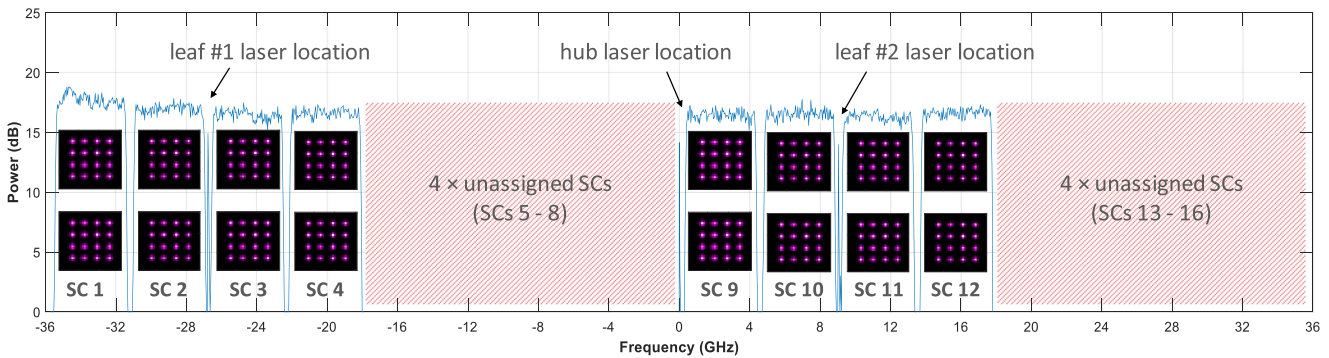 25
20
15
10
5
0
Power (dB)
leaf #1 laser location
hub laser location
leaf #2 laser location
4 × unassigned SCs
(SCs 5 - 8)
4 × unassigned SCs
(SCs 13 - 16)
SC 1 SC 2 SC 3 SC 4 SC 9 SC 10 SC 11 SC 12
-36 -32 -28 -24 -20 -16 -12 -8 -4 0 4 8 12 16 20 24 28 32 36
Frequency (GHz)